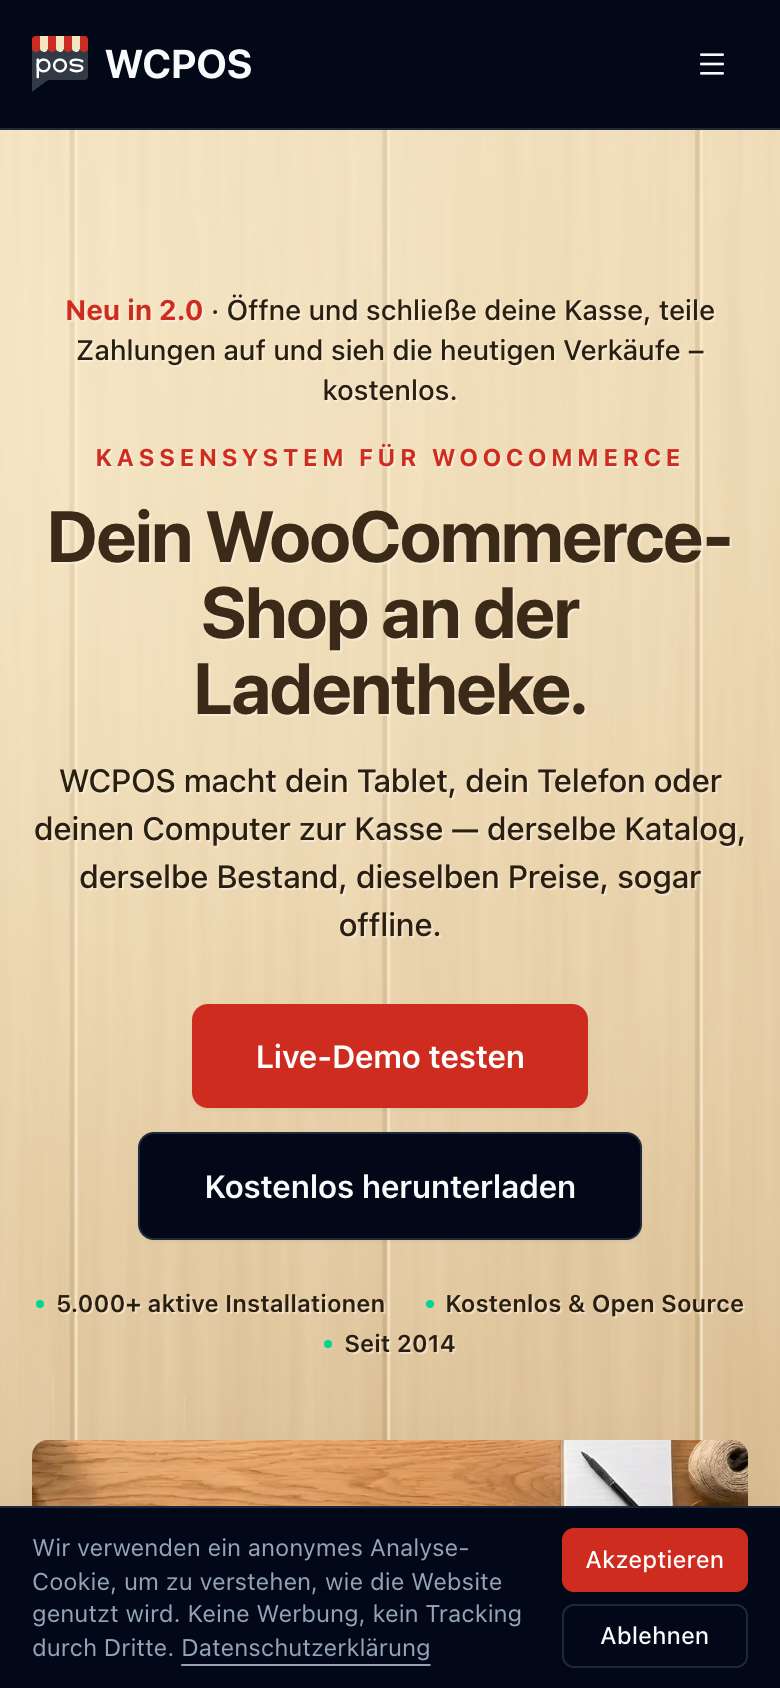 pos WCPOS
Neu in 2.0 · Öffne und schließe deine Kasse, teile
Zahlungen auf und sieh die heutigen Verkäufe –
kostenlos.
KASSENSYSTEM FÜR WOOCOMMERCE
Dein WooCommerce-
Shop an der
Ladentheke.
WCPOS macht dein Tablet, dein Telefon oder
deinen Computer zur Kasse — derselbe Katalog,
derselbe Bestand, dieselben Preise, sogar
offline.
Live-Demo testen
Kostenlos herunterladen
• 5.000+ aktive Installationen • Kostenlos & Open Source
• Seit 2014
Wir verwenden ein anonymes Analyse-
Cookie, um zu verstehen, wie die Website
genutzt wird. Keine Werbung, kein Tracking
durch Dritte. Datenschutzerklärung
Akzeptieren
Ablehnen